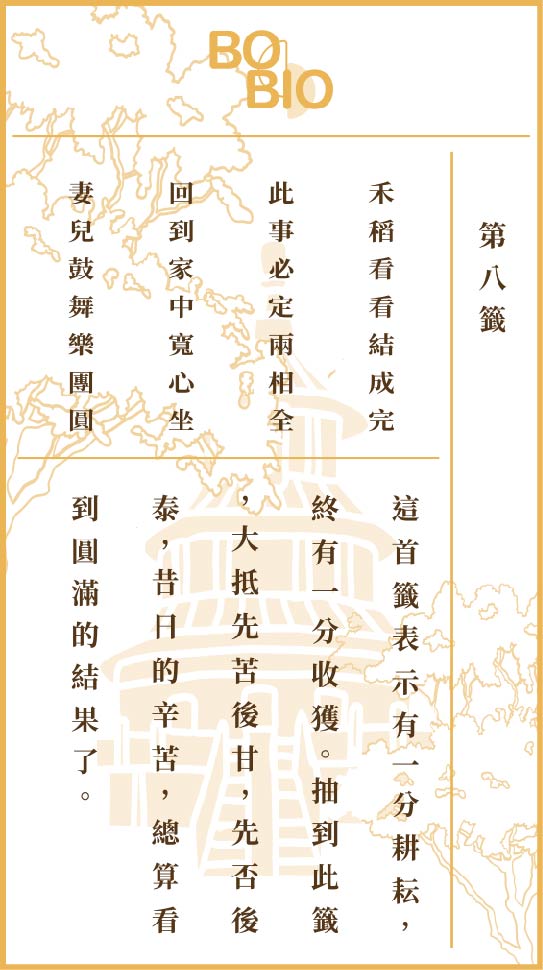 BO
BIO
第八籤
禾稻看看結成完
此事必定兩相全
回到家中寬心坐
妻兒鼓舞樂團圓
這首籤表示有一分耕耘，
終有一分收獲。抽到此籤
，大抵先苦後甘，先否後
泰，昔日的辛苦，總算看
到圓滿的結果了。